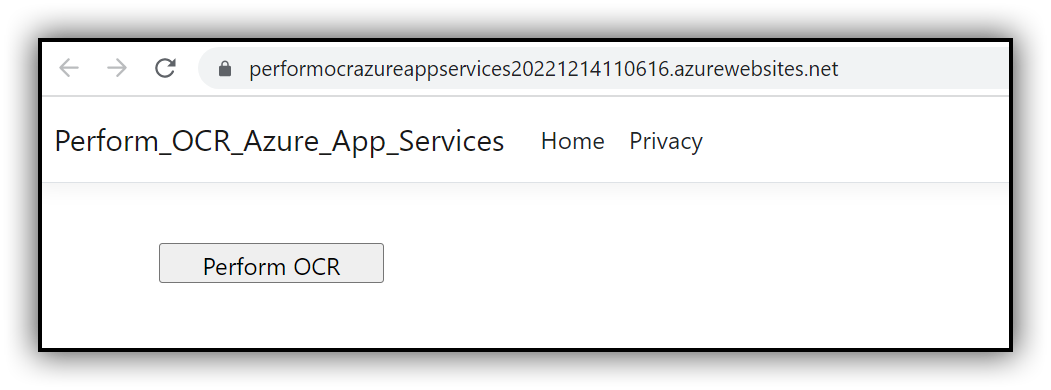 performocrazureappservices20221214110616.azurewebsites.net
Perform_OCR_Azure_App_Services Home Privacy
Perform OCR